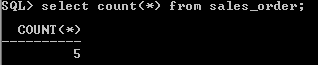 SQL> select count(*) from sales_order;
COUNT(*)
----------
5